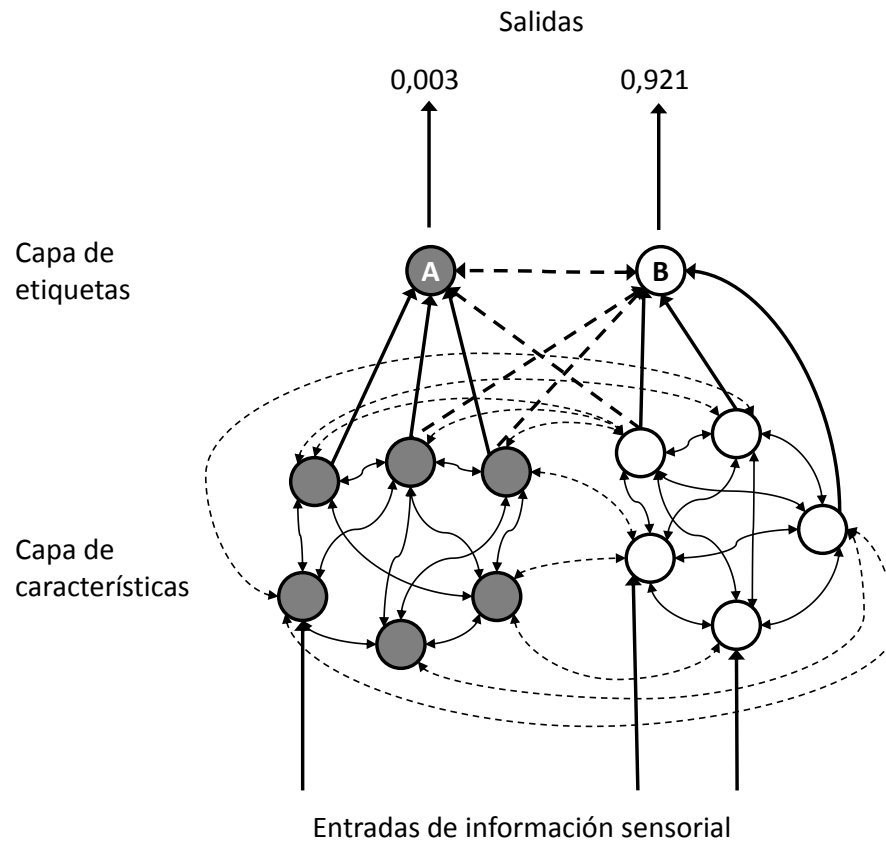 Salidas
0,003
0,921
Capa de
etiquetas
A
B
Capa de
características
Entradas de información sensorial